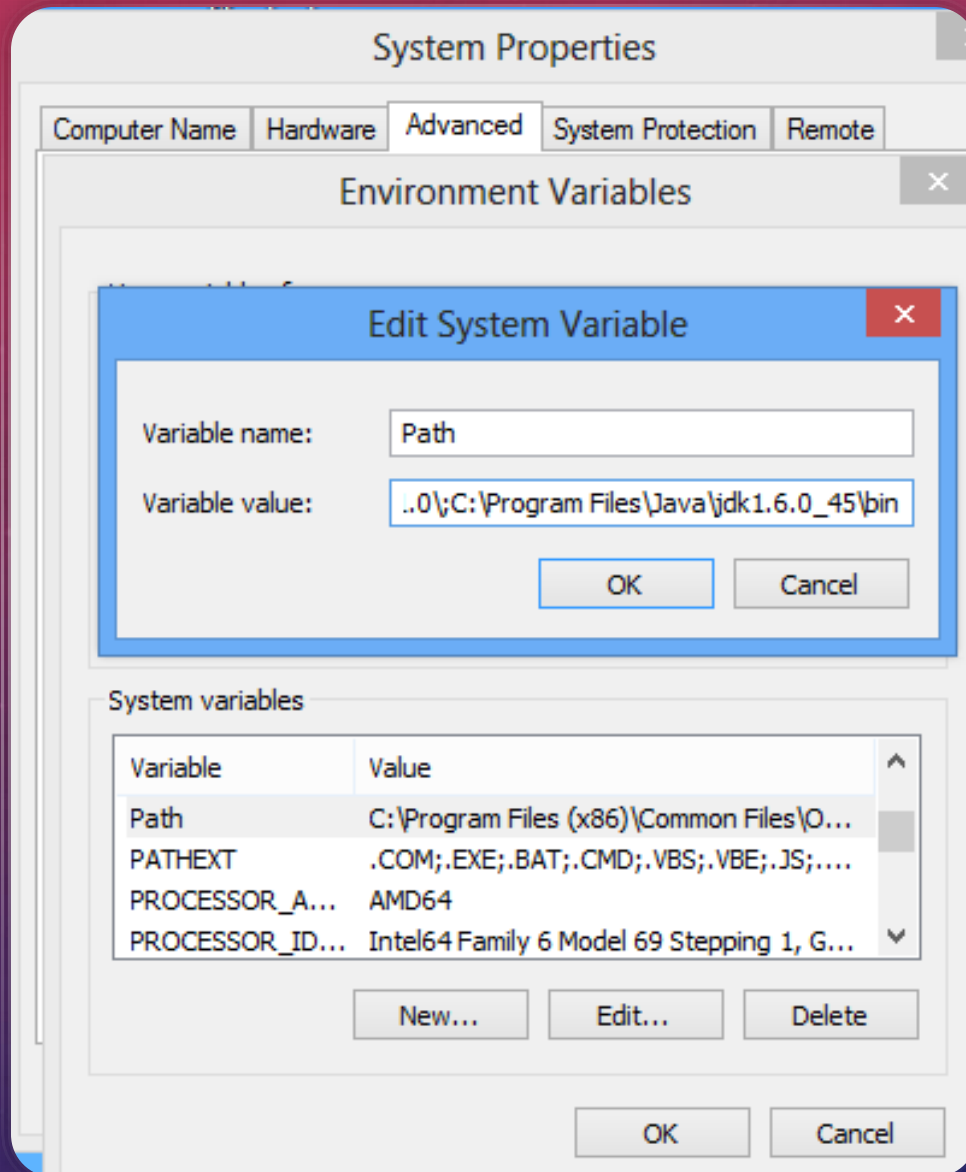 System Properties
Computer Name Hardware Advanced System Protection Remote
Environment Variables
Edit System Variable
Variable name: Path
Variable value: ..0\;C:\Program Files\Java\jdk1.6.0_45\bin
OK Cancel
System variables
Variable Value
Path C:\Program Files (x86)\Common Files\O...
PATHEXT .COM;.EXE;.BAT;.CMD;.VBS;.VBE;.JS;....
PROCESSOR_A... AMD64
PROCESSOR_ID... Intel64 Family 6 Model 69 Stepping 1, G...
New... Edit... Delete
OK Cancel